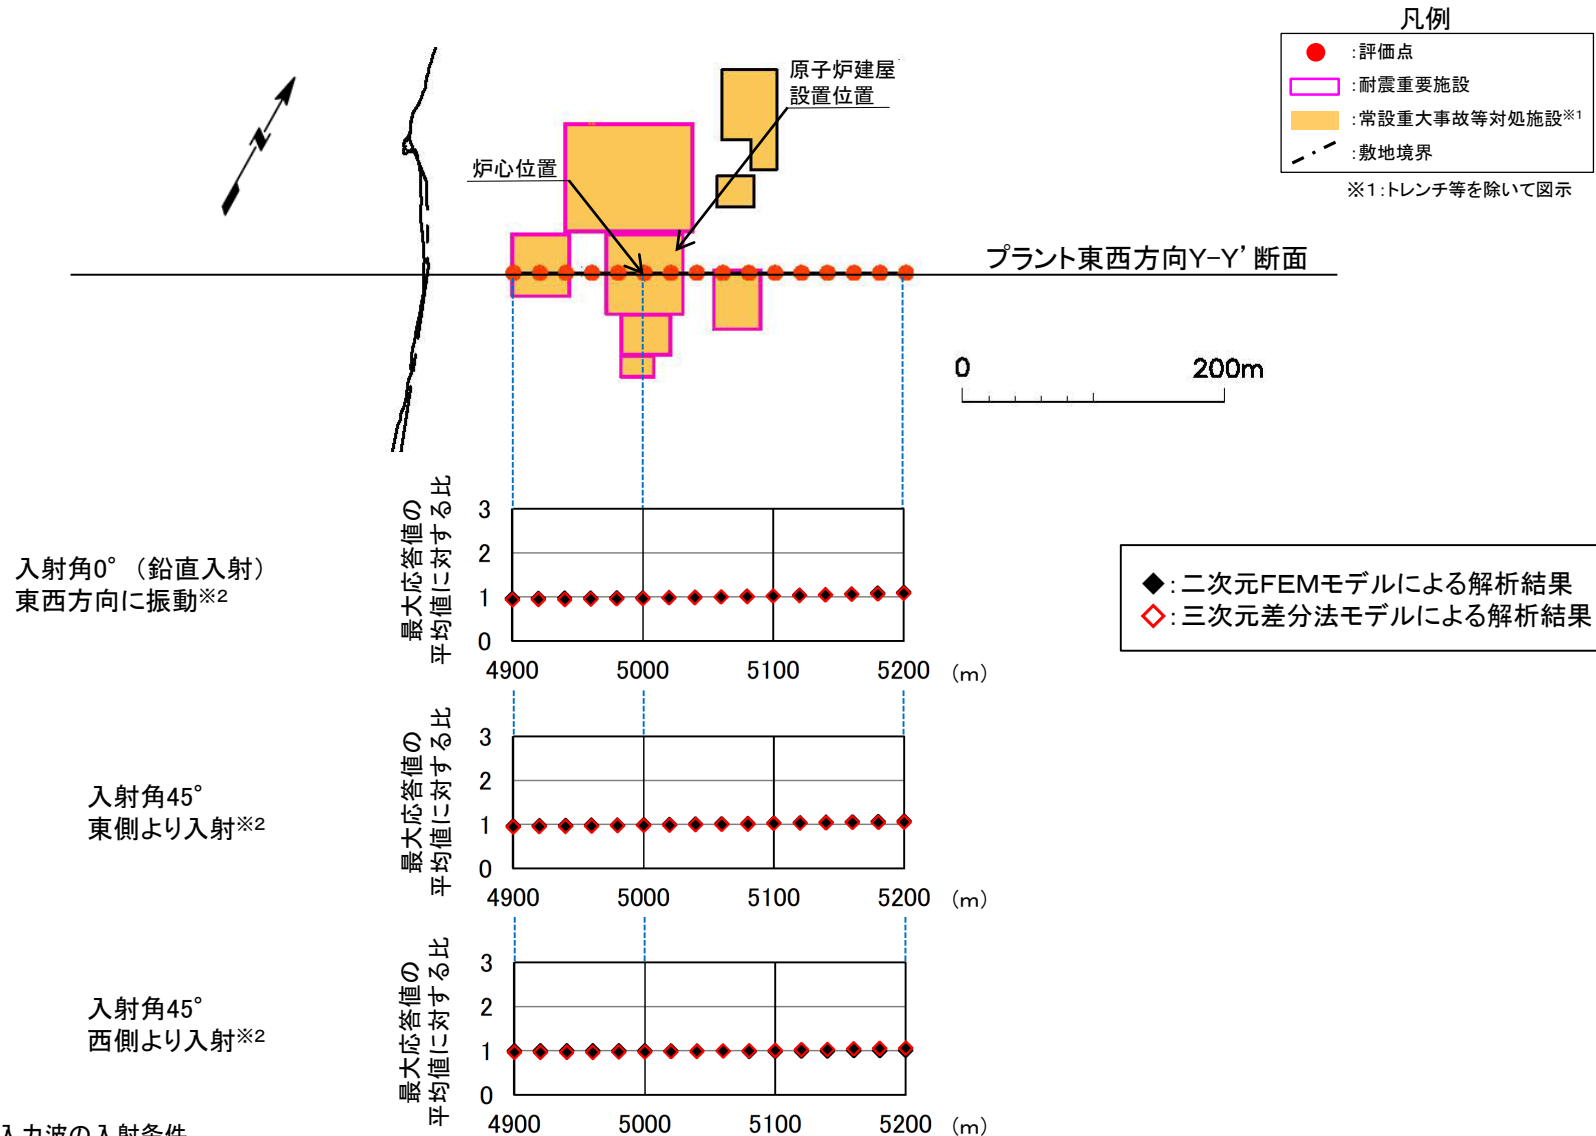 凡例
:評価点
:耐震重要施設
:常設重大事故等対処施設※1
:敷地境界
※1:トレンチ等を除いて図示
原子炉建屋
設置位置
炉心位置
プラント東西方向Y-Y'断面
0 200m
入射角0°（鉛直入射）
東西方向に振動※2
最大応答値の
平均値に対する比
3
2
1
0
4900 5000 5100 5200 （m）
◆:二次元FEMモデルによる解析結果
◇:三次元差分法モデルによる解析結果
入射角45°
東側より入射※2
最大応答値の
平均値に対する比
3
2
1
0
4900 5000 5100 5200 （m）
入射角45°
西側より入射※2
最大応答値の
平均値に対する比
3
2
1
0
4900 5000 5100 5200 （m）
入力波の入射条件